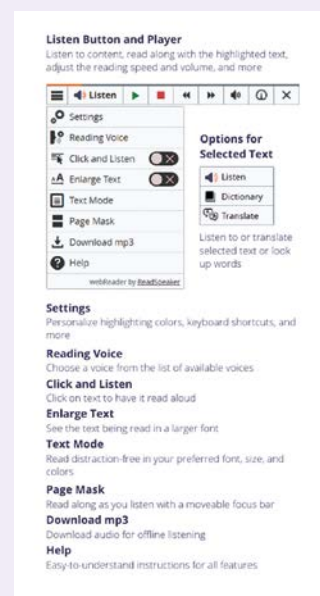 Listen Button and Player
Listen to content, read along with the highlighted text,
adjust the reading speed and volume, and more
Listen
Settings
Reading Voice
Click and Listen
Enlarge Text
Text Mode
Page Mask
Download mp3
Help
webReader by ReadSpeaker
Options for
Selected Text
Listen
Dictionary
Translate
Listen to or translate
selected text or look
up words
Settings
Personalize highlighting colors, keyboard shortcuts, and
more
Reading Voice
Choose a voice from the list of available voices
Click and Listen
Click on text to have it read aloud
Enlarge Text
See the text being read in a larger font
Text Mode
Read distraction-free in your preferred font, size, and
colors
Page Mask
Read along as you listen with a moveable focus bar
Download mp3
Download audio for offline listening
Help
Easy-to-understand instructions for all features